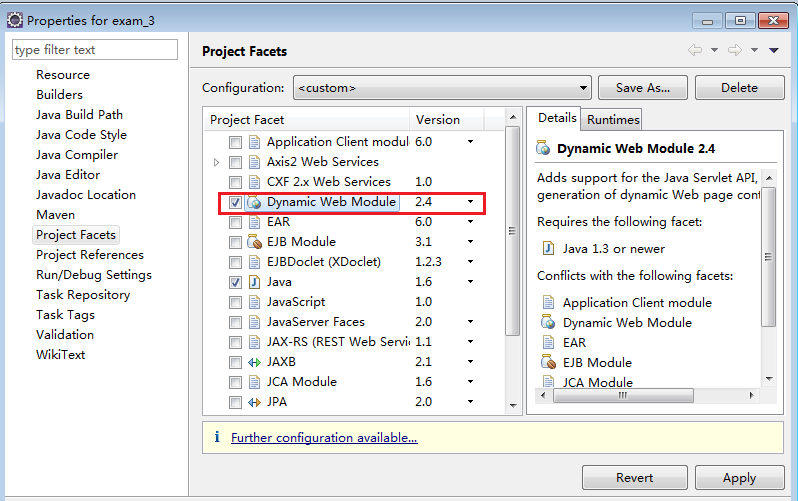 Properties for exam_3
type filter text
Resource
Builders
Java Build Path
Java Code Style
Java Compiler
Java Editor
Javadoc Location
Maven
Project Facets
Project References
Run/Debug Settings
Task Repository
Task Tags
Validation
WikiText
Project Facets
Configuration: <custom> Save As... Delete
Project Facet Version
Application Client modul 6.0
Axis2 Web Services
CXF 2.x Web Services 1.0
Dynamic Web Module 2.4
EAR 6.0
EJB Module 3.1
EJBDoclet (XDoclet) 1.2.3
Java 1.6
JavaScript 1.0
JavaServer Faces 2.0
JAX-RS (REST Web Servi 1.1
JAXB 2.1
JCA Module 1.6
JPA 2.0
Details Runtimes
Dynamic Web Module 2.4
Adds support for the Java Servlet API,
generation of dynamic Web page cont
Requires the following facet:
Java 1.3 or newer
Conflicts with the following facets:
Application Client module
Dynamic Web Module
EAR
EJB Module
JCA Module
Further configuration available...
Revert Apply